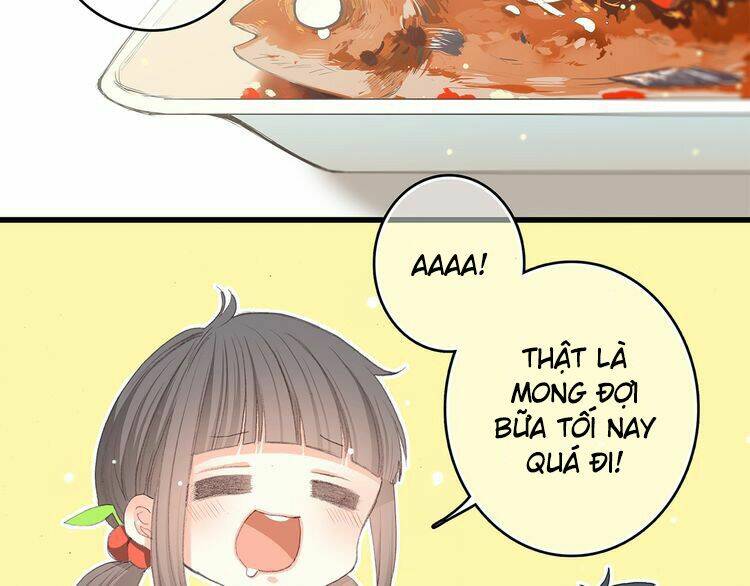 AAAA!
THẬT LÀ
MONG ĐỢI
BỮA TỐI NAY
QUÁ ĐI!